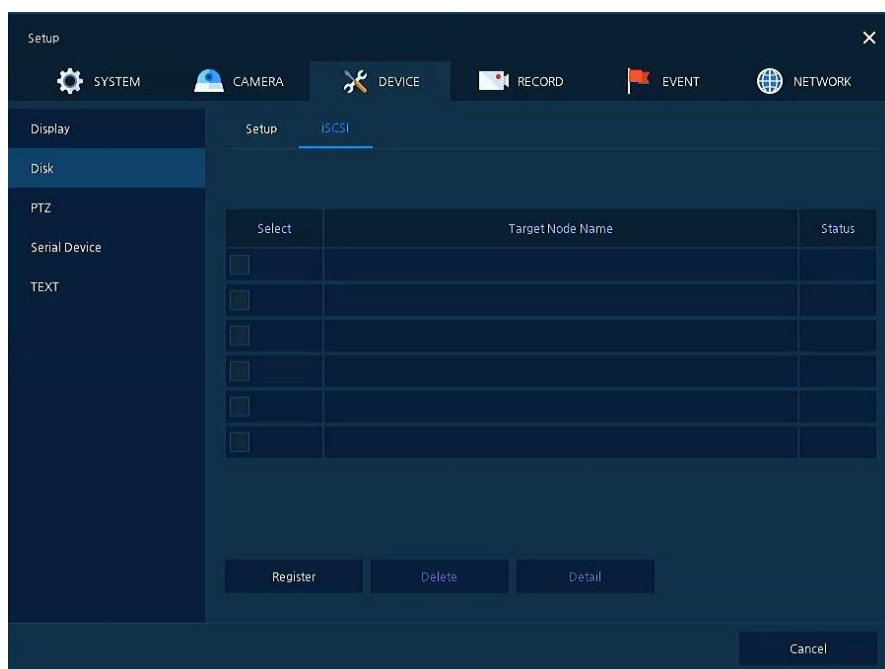 Setup
SYSTEM CAMERA DEVICE RECORD EVENT NETWORK
Display
Disk
PTZ
Serial Device
TEXT
Setup iSCSI
Select Target Node Name Status
Register Delete Detail
Cancel